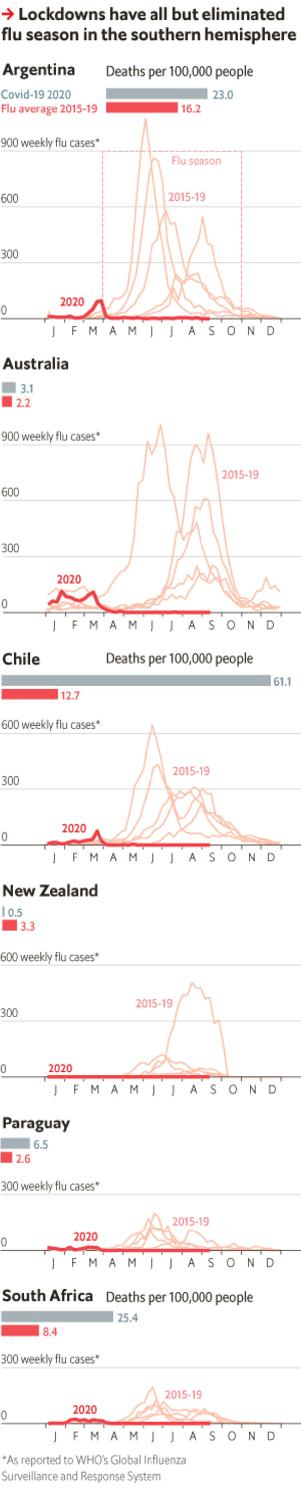 → Lockdowns have all but eliminated
flu season in the southern hemisphere
Argentina Deaths per 100,000 people
Covid-19 2020 23.0
Flu average 2015-19 16.2
900 weekly flu cases*
Flu season
2015-19
600
300
2020
0
J F M A M J J A S O N D
Australia
3.1
2.2
900 weekly flu cases*
2015-19
600
300
2020
0
J F M A M J J A S O N D
Chile Deaths per 100,000 people
61.1
12.7
600 weekly flu cases*
2015-19
300
2020
0
J F M A M J J A S O N D
New Zealand
0.5
3.3
600 weekly flu cases*
2015-19
300
2020
0
J F M A M J J A S O N D
Paraguay
6.5
2.6
300 weekly flu cases*
2015-19
2020
0
J F M A M J J A S O N D
South Africa Deaths per 100,000 people
25.4
8.4
300 weekly flu cases*
2015-19
2020
0
J F M A M J J A S O N D
*As reported to WHO's Global Influenza
Surveillance and Response System